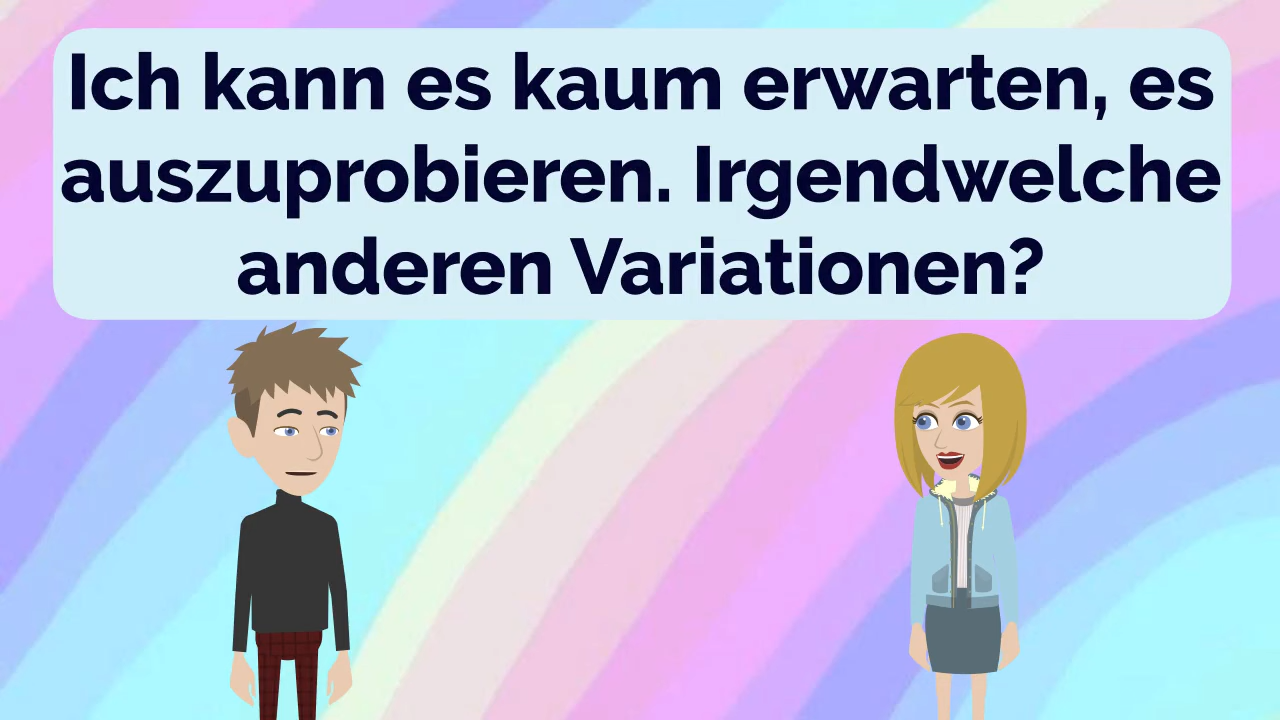 Ich kann es kaum erwarten, es
auszuprobieren. Irgendwelche
anderen Variationen?